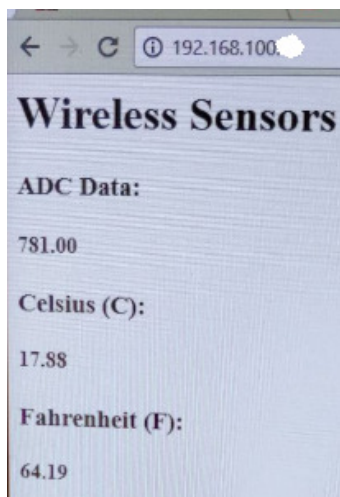 192.168.100.
Wireless Sensors
ADC Data:
781.00
Celsius (C):
17.88
Fahrenheit (F):
64.19